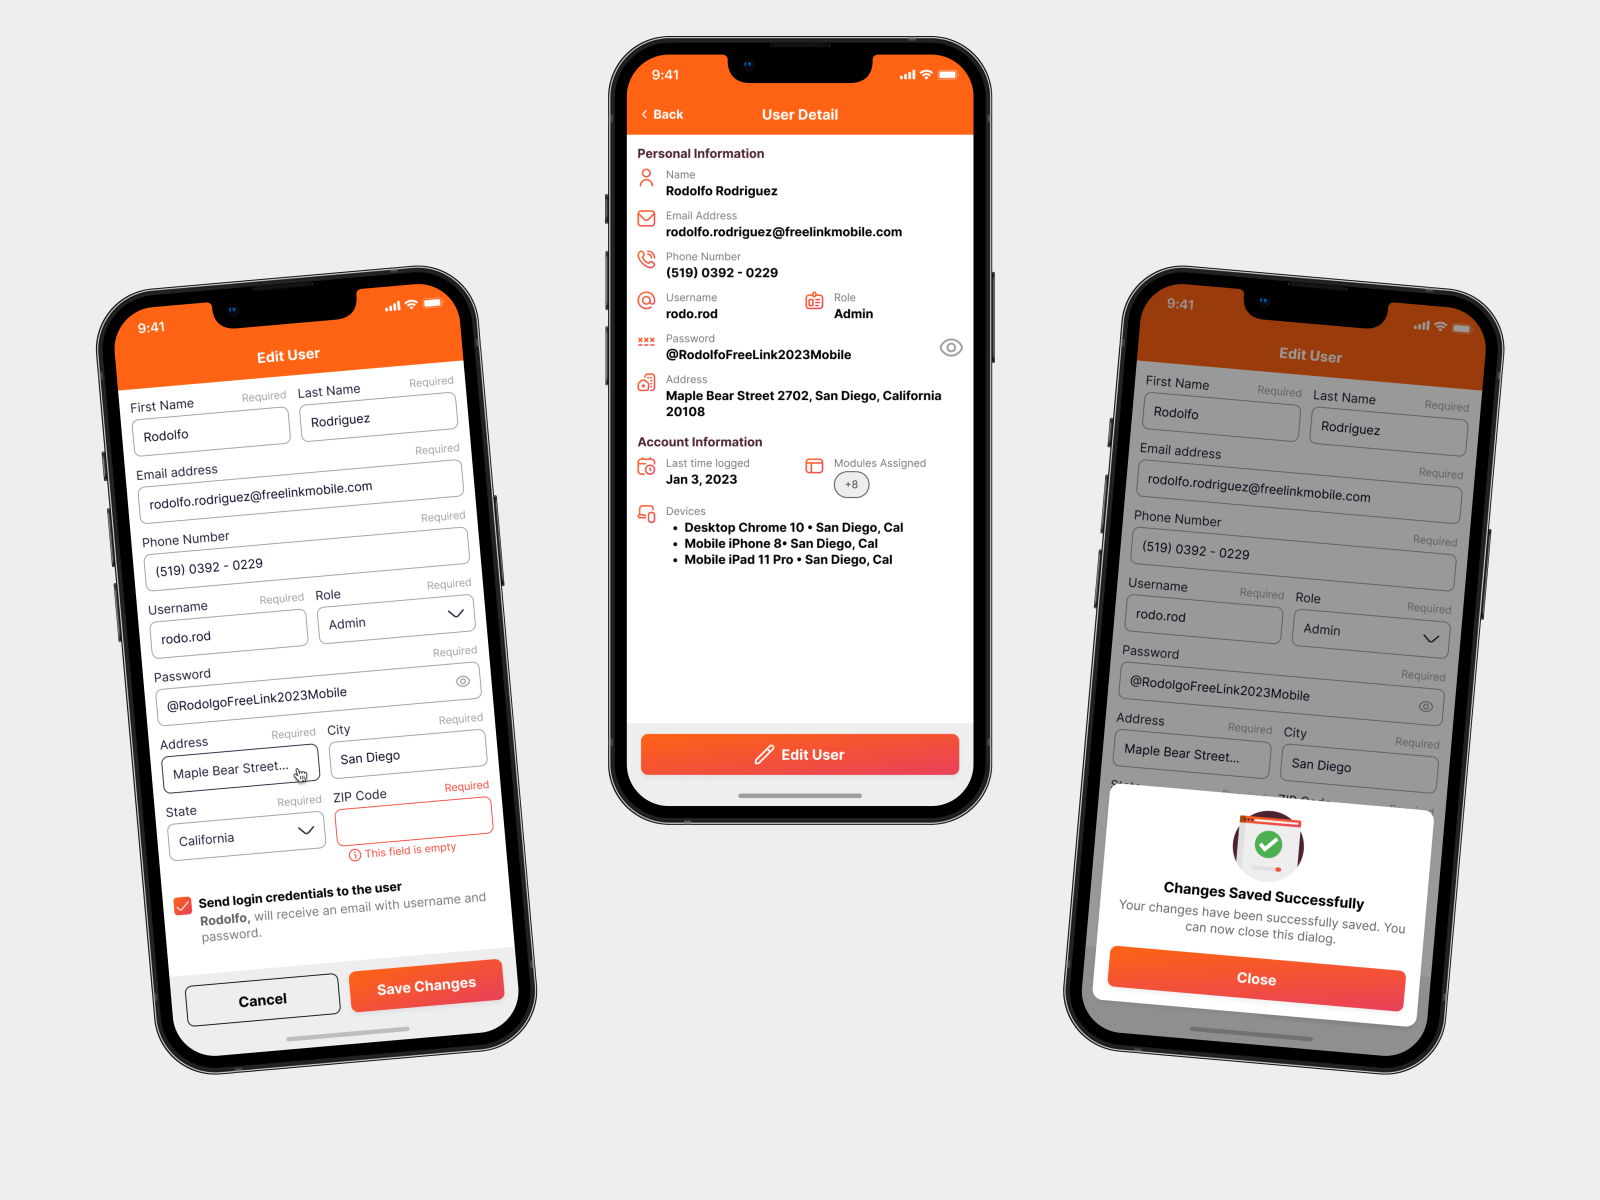 9:41
Edit User
First Name Required Last Name Required
Rodolfo Rodriguez
Email address Required
rodolfo.rodriguez@freelinkmobile.com
Phone Number Required
(519) 0392 - 0229
Username Required Role Required
rodo.rod Admin
Password Required
@RodolgoFreeLink2023Mobile
Address Required City Required
Maple Bear Street... San Diego
State Required ZIP Code Required
California
This field is empty
Send login credentials to the user
Rodolfo, will receive an email with username and
password.
Cancel Save Changes
9:41
Back User Detail
Personal Information
Name
Rodolfo Rodriguez
Email Address
rodolfo.rodriguez@freelinkmobile.com
Phone Number
(519) 0392 - 0229
Username Role
rodo.rod Admin
Password
@RodolfoFreeLink2023Mobile
Address
Maple Bear Street 2702, San Diego, California
20108
Account Information
Last time logged Modules Assigned
Jan 3, 2023 +8
Devices
• Desktop Chrome 10 • San Diego, Cal
• Mobile iPhone 8• San Diego, Cal
• Mobile iPad 11 Pro • San Diego, Cal
Edit User
9:41
Edit User
First Name Required Last Name Required
Rodolfo Rodriguez
Email address Required
rodolfo.rodriguez@freelinkmobile.com
Phone Number Required
(519) 0392 - 0229
Username Required Role Required
rodo.rod Admin
Password Required
@RodolgoFreeLink2023Mobile
Address Required City Required
Maple Bear Street... San Diego
Changes Saved Successfully
Your changes have been successfully saved. You
can now close this dialog.
Close